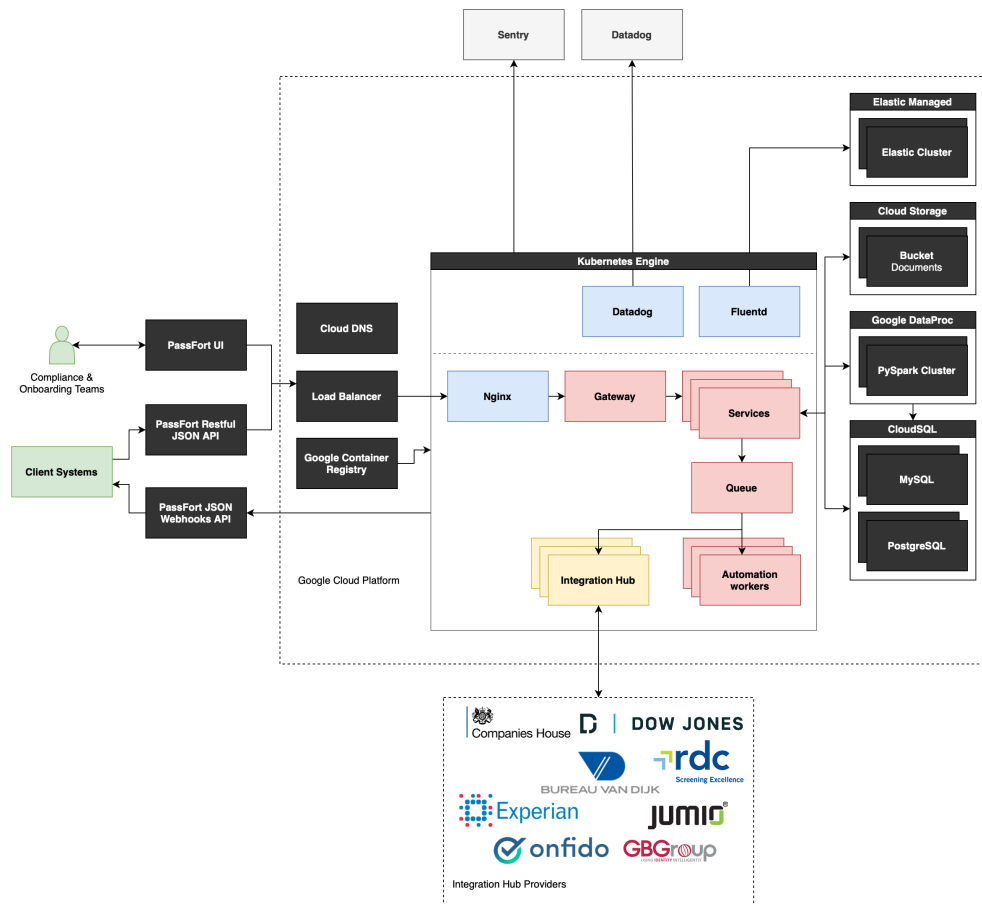 Sentry
Datadog
Elastic Managed
Elastic Cluster
Cloud Storage
Bucket
Documents
Kubernetes Engine
Datadog
Fluentd
Google DataProc
PySpark Cluster
Cloud DNS
PassFort UI
Compliance &
Onboarding Teams
Load Balancer
Nginx
Gateway
Services
PassFort Restful
JSON API
CloudSQL
MySQL
PostgreSQL
Client Systems
Google Container
Registry
Queue
PassFort JSON
Webhooks API
Google Cloud Platform
Integration Hub
Automation
workers
Companies House
DOW JONES
rdc
Screening Excellence
BUREAU VAN DIJK
Experian
JUMIO®
onfido
GBGroup
LIVING IDENTITY INTELLIGENTLY
Integration Hub Providers